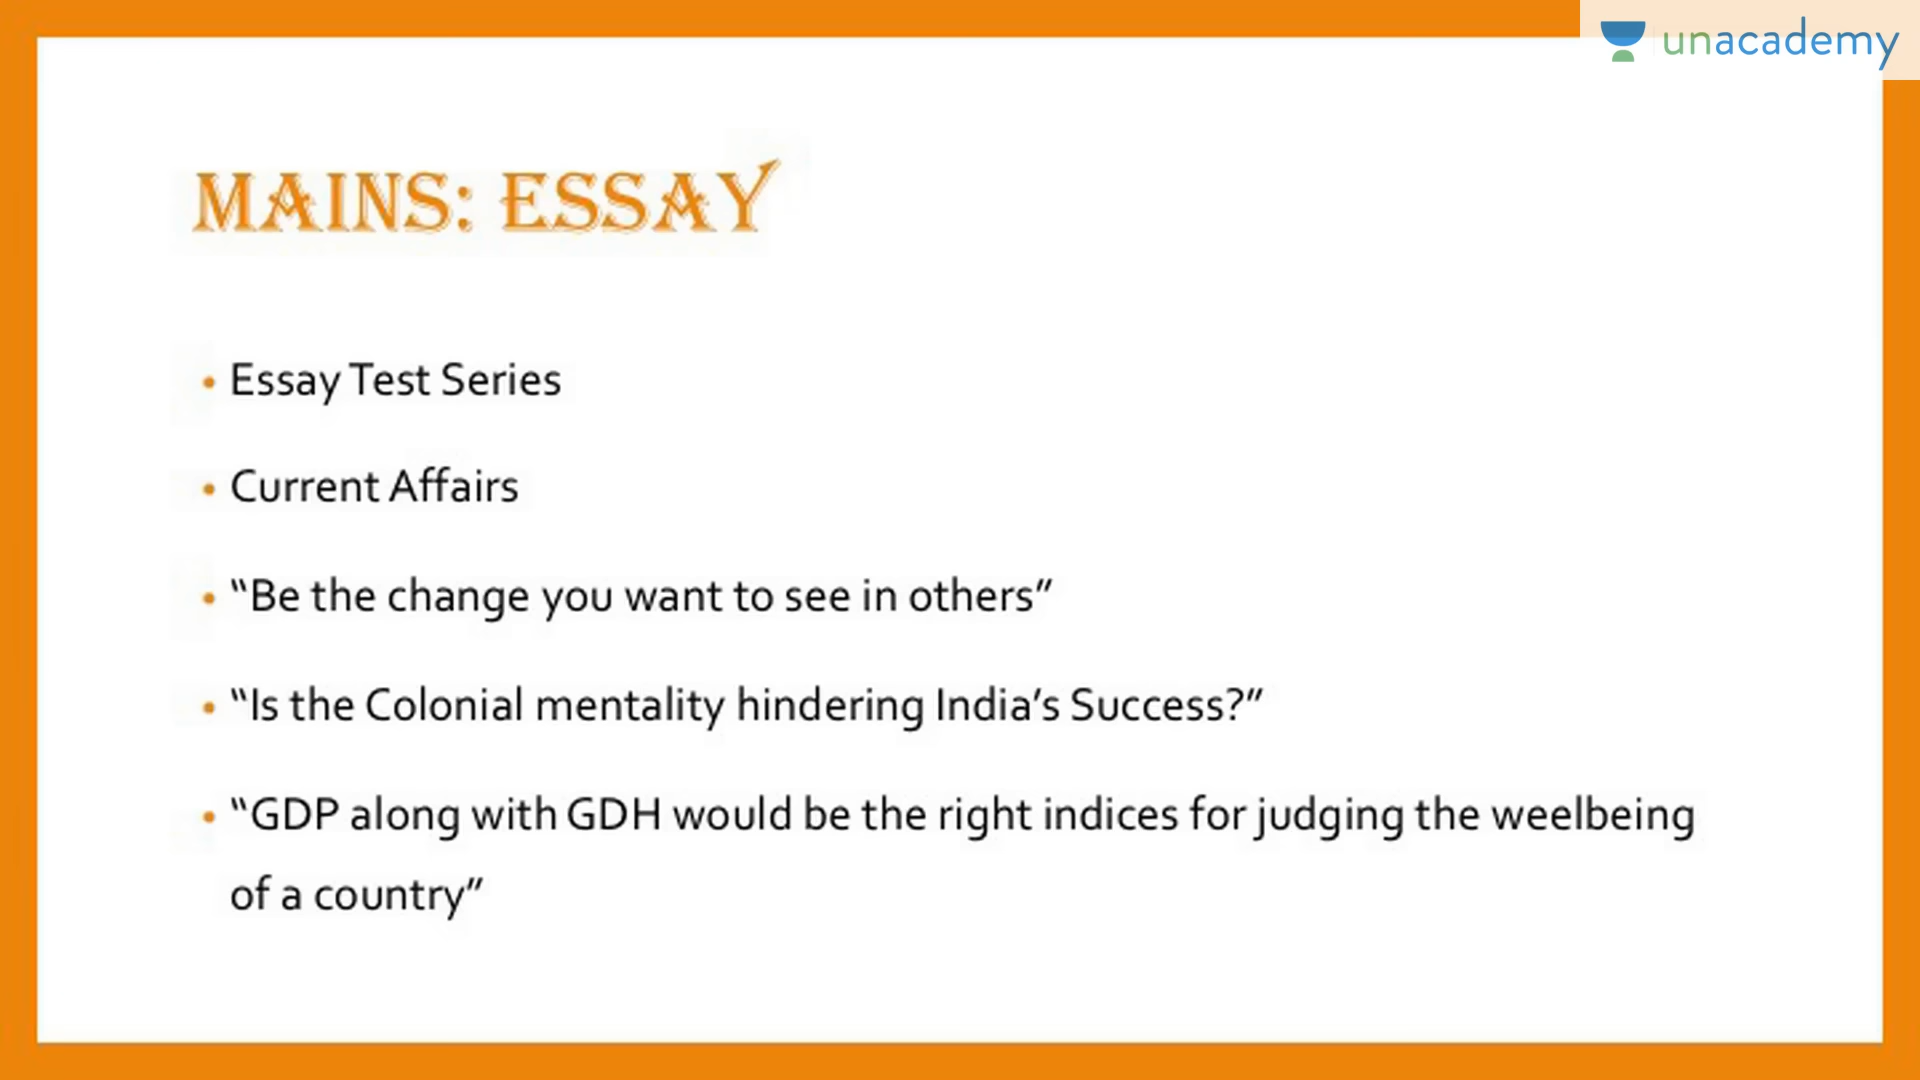 unacademy
MAINS: ESSAY
• Essay Test Series
• Current Affairs
• “Be the change you want to see in others”
• “Is the Colonial mentality hindering India’s Success?”
• “GDP along with GDH would be the right indices for judging the weelbeing
of a country”